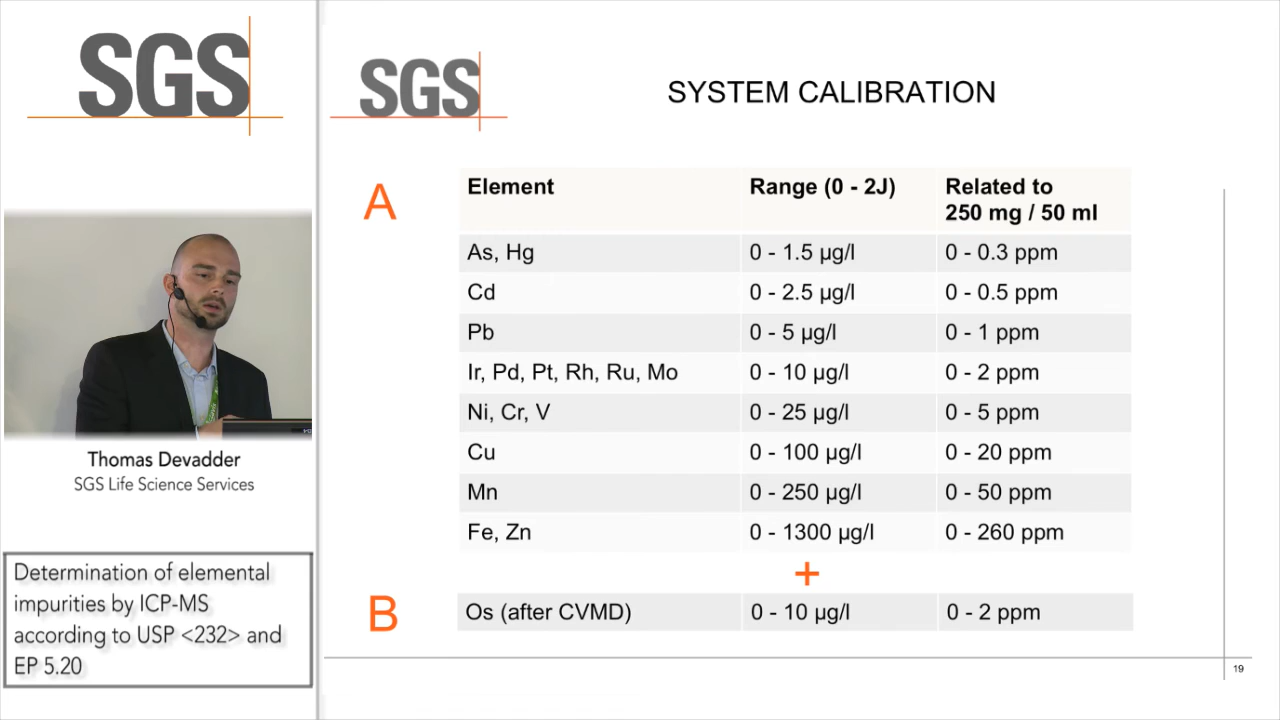 SGS
Thomas Devadder
SGS Life Science Services
Determination of elemental
impurities by ICP-MS
according to USP <232> and
EP 5.20
SGS
SYSTEM CALIBRATION
A
Element Range (0 - 2J) Related to
250 mg / 50 ml
As, Hg 0 - 1.5 µg/l 0 - 0.3 ppm
Cd 0 - 2.5 µg/l 0 - 0.5 ppm
Pb 0 - 5 µg/l 0 - 1 ppm
Ir, Pd, Pt, Rh, Ru, Mo 0 - 10 µg/l 0 - 2 ppm
Ni, Cr, V 0 - 25 µg/l 0 - 5 ppm
Cu 0 - 100 µg/l 0 - 20 ppm
Mn 0 - 250 µg/l 0 - 50 ppm
Fe, Zn 0 - 1300 µg/l 0 - 260 ppm
+
B
Os (after CVMD) 0 - 10 µg/l 0 - 2 ppm
19